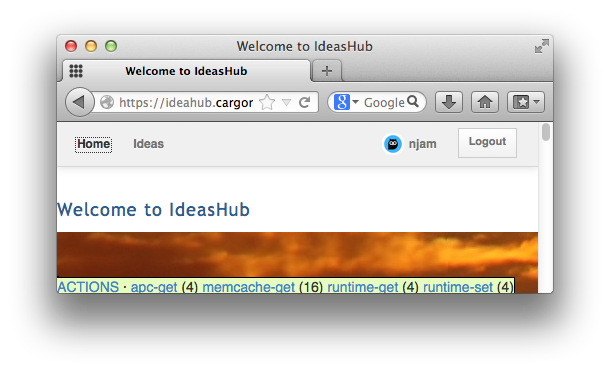 Welcome to IdeasHub
Welcome to IdeasHub
https://ideahub.cargor
Google
Home Ideas njam Logout
Welcome to IdeasHub
ACTIONS · apc-get (4) memcache-get (16) runtime-get (4) runtime-set (4)